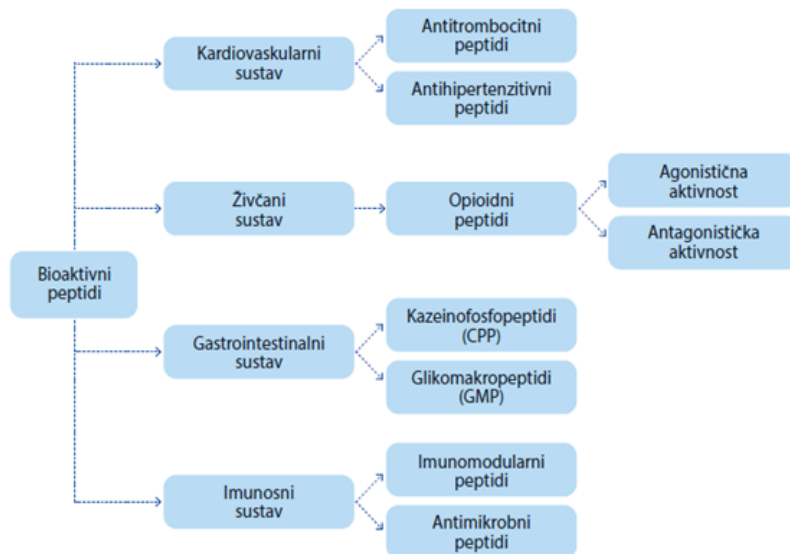 Bioaktivni
peptidi
Kardiovaskularni
sustav
Antitrombocitni
peptidi
Antihipertenzitivni
peptidi
Živčani
sustav
Opioidni
peptidi
Agonistična
aktivnost
Antagonistička
aktivnost
Gastrointestinalni
sustav
Kazeinofosfopeptidi
(CPP)
Glikomakropeptidi
(GMP)
Imunosni
sustav
Imunomodularni
peptidi
Antimikrobni
peptidi